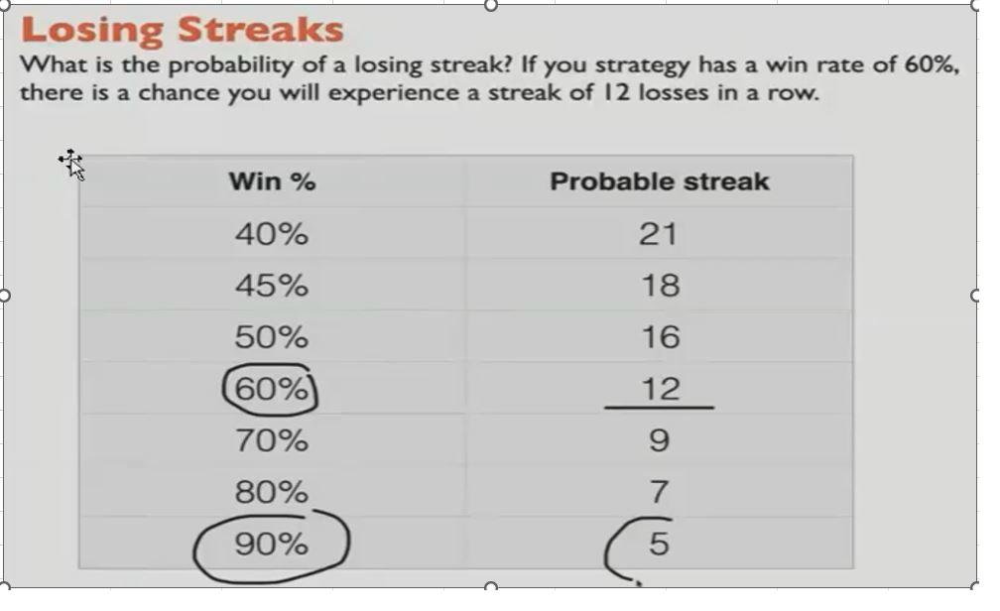 Losing Streaks
What is the probability of a losing streak? If you strategy has a win rate of 60%,
there is a chance you will experience a streak of 12 losses in a row.
Win % Probable streak
40% 21
45% 18
50% 16
60% 12
70% 9
80% 7
90% 5